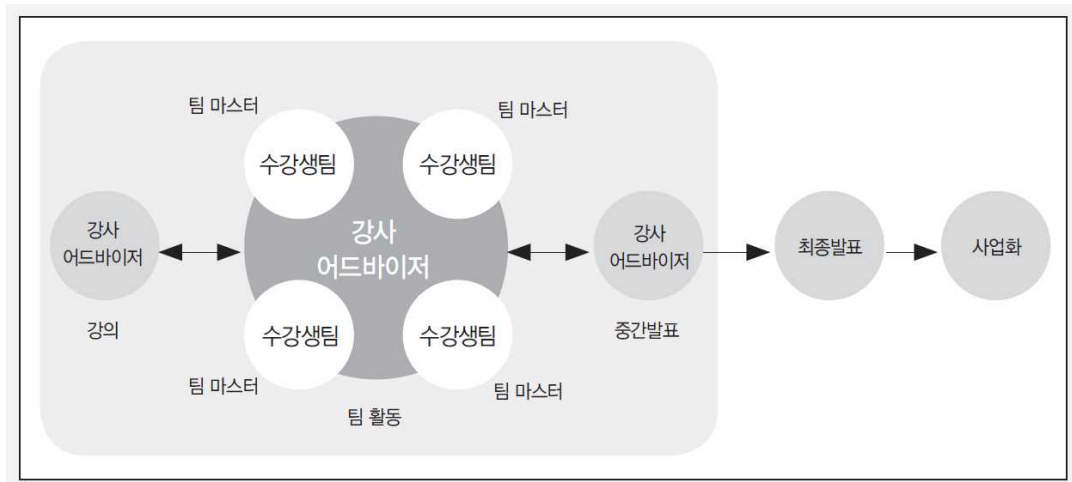 팀 마스터
팀 마스터
수강생팀
수강생팀
강사
어드바이저
강의
강사
어드바이저
수강생팀
수강생팀
팀 마스터
팀 마스터
팀 활동
강사
어드바이저
중간발표
최종발표
사업화